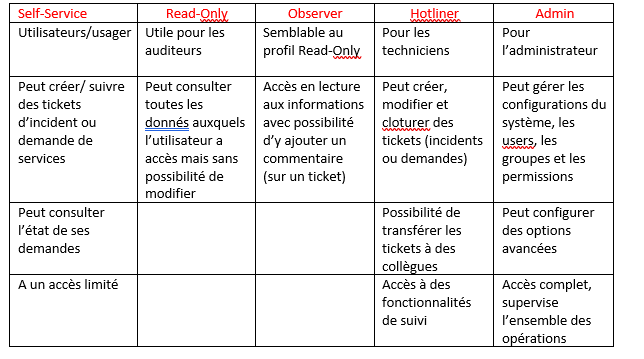 Self-Service
Read-Only
Observer
Hotliner
Admin
Utilisateurs/usager
Utile pour les
auditeurs
Semblable au
profil Read-Only
Pour les
techniciens
Pour
l’administrateur
Peut créer/ suivre
des tickets
d’incident ou
demande de
services
Peut consulter
toutes les
donnés auxquels
l’utilisateur a
accès mais sans
possibilité de
modifier
Accès en lecture
aux informations
avec possibilité
d’y ajouter un
commentaire
(sur un ticket)
Peut créer,
modifier et
cloturer des
tickets (incidents
ou demandes)
Peut gérer les
configurations du
système, les
users, les
groupes et les
permissions
Peut consulter
l’état de ses
demandes
Possibilité de
transférer les
tickets à des
collègues
Peut configurer
des options
avancées
A un accès limité
Accès à des
fonctionnalités
de suivi
Accès complet,
supervise
l’ensemble des
opérations